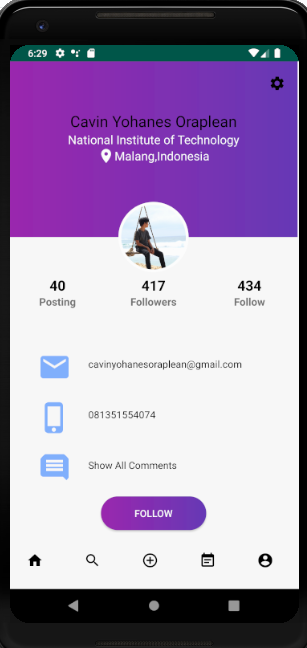 6:29
Cavin Yohanes Oraplean
National Institute of Technology
Malang,Indonesia
40 417 434
Posting Followers Follow
cavinyohanesoraplean@gmail.com
081351554074
Show All Comments
FOLLOW